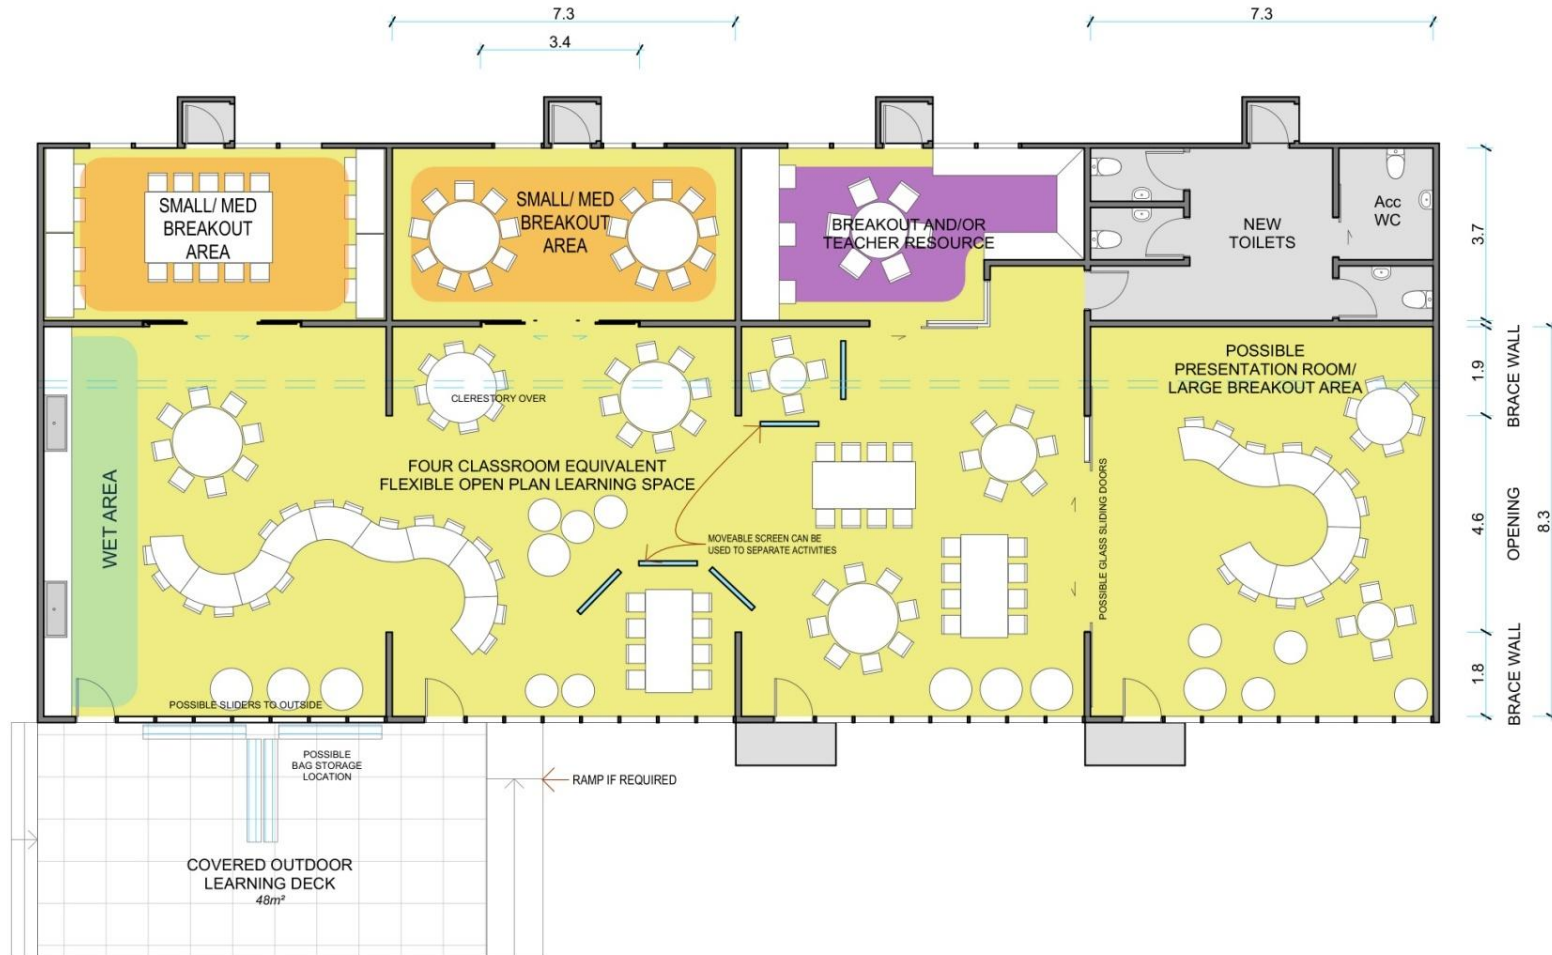 7.3
3.4
7.3
SMALL/ MED
BREAKOUT
AREA
SMALL/ MED
BREAKOUT
AREA
BREAKOUT AND/OR
TEACHER RESOURCE
NEW
TOILETS
Acc
WC
3.7
POSSIBLE
PRESENTATION ROOM/
LARGE BREAKOUT AREA
1.9
BRACE WALL
CLERESTORY OVER
FOUR CLASSROOM EQUIVALENT
FLEXIBLE OPEN PLAN LEARNING SPACE
WET AREA
MOVEABLE SCREEN CAN BE
USED TO SEPARATE ACTIVITIES
POSSIBLE GLASS SLIDING DOORS
4.6
OPENING
8.3
1.8
BRACE WALL
POSSIBLE SLIDERS TO OUTSIDE
POSSIBLE
BAG STORAGE
LOCATION
RAMP IF REQUIRED
COVERED OUTDOOR
LEARNING DECK
48m²